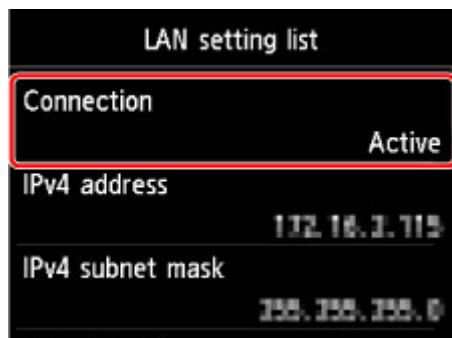 LAN setting list
Connection
Active
IPv4 address
IPv4 subnet mask